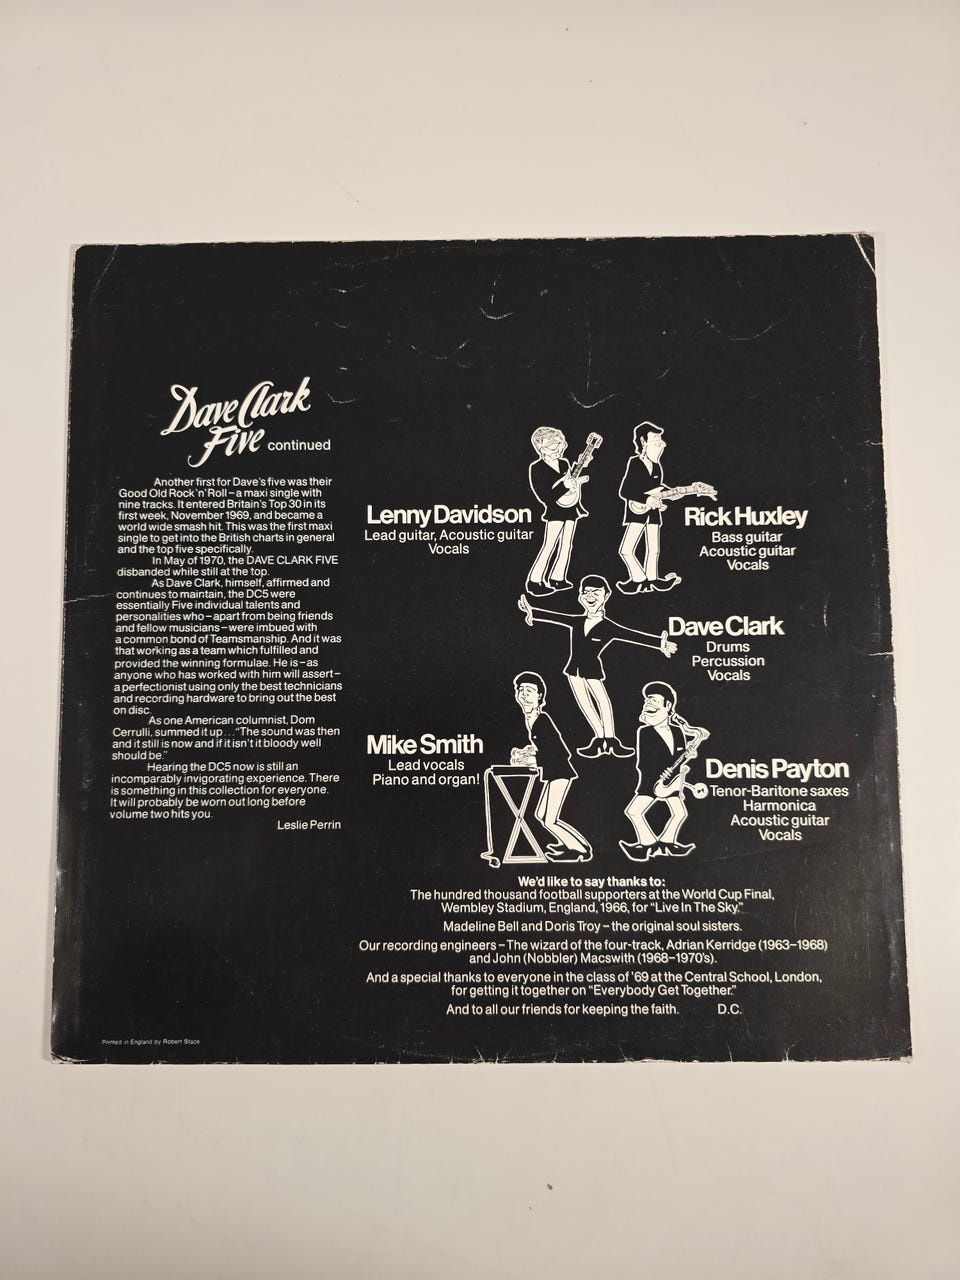 Dave Clark
Five continued
Another first for Dave's five was their
Good Old Rock 'n' Roll – a maxi single with
nine tracks. It entered Britain's Top 30 in its
first week, November 1969, and became a
world wide smash hit. This was the first maxi
single to get into the British charts in general
and the top five specifically.
In May of 1970, the DAVE CLARK FIVE
disbanded while still at the top.
As Dave Clark, himself, affirmed and
continues to maintain, the DC5 were
essentially Five individual talents and
personalities who – apart from being friends
and fellow musicians – were imbued with
a common bond of Teamsmanship. And it was
that working as a team which fulfilled and
provided the winning formulae. He is – as
anyone who has worked with him will assert –
a perfectionist using only the best technicians
and recording hardware to bring out the best
on disc.
As one American columnist, Dom
Cerrulli, summed it up . . . "The sound was then
and it still is now and if it isn't it bloody well
should be."
Hearing the DC5 now is still an
incomparably invigorating experience. There
is something in this collection for everyone.
It will probably be worn out long before
volume two hits you.
Leslie Perrin
Lenny Davidson
Lead guitar, Acoustic guitar
Vocals
Rick Huxley
Bass guitar
Acoustic guitar
Vocals
Dave Clark
Drums
Percussion
Vocals
Mike Smith
Lead vocals
Piano and organ!
Denis Payton
Tenor-Baritone saxes
Harmonica
Acoustic guitar
Vocals
We'd like to say thanks to:
The hundred thousand football supporters at the World Cup Final,
Wembley Stadium, England, 1966, for "Live In The Sky."
Madeline Bell and Doris Troy – the original soul sisters.
Our recording engineers – The wizard of the four-track, Adrian Kerridge (1963–1968)
and John (Nobbler) Macswith (1968–1970's).
And a special thanks to everyone in the class of '69 at the Central School, London,
for getting it together on "Everybody Get Together."
And to all our friends for keeping the faith. D.C.
Printed in England by Robert Stace